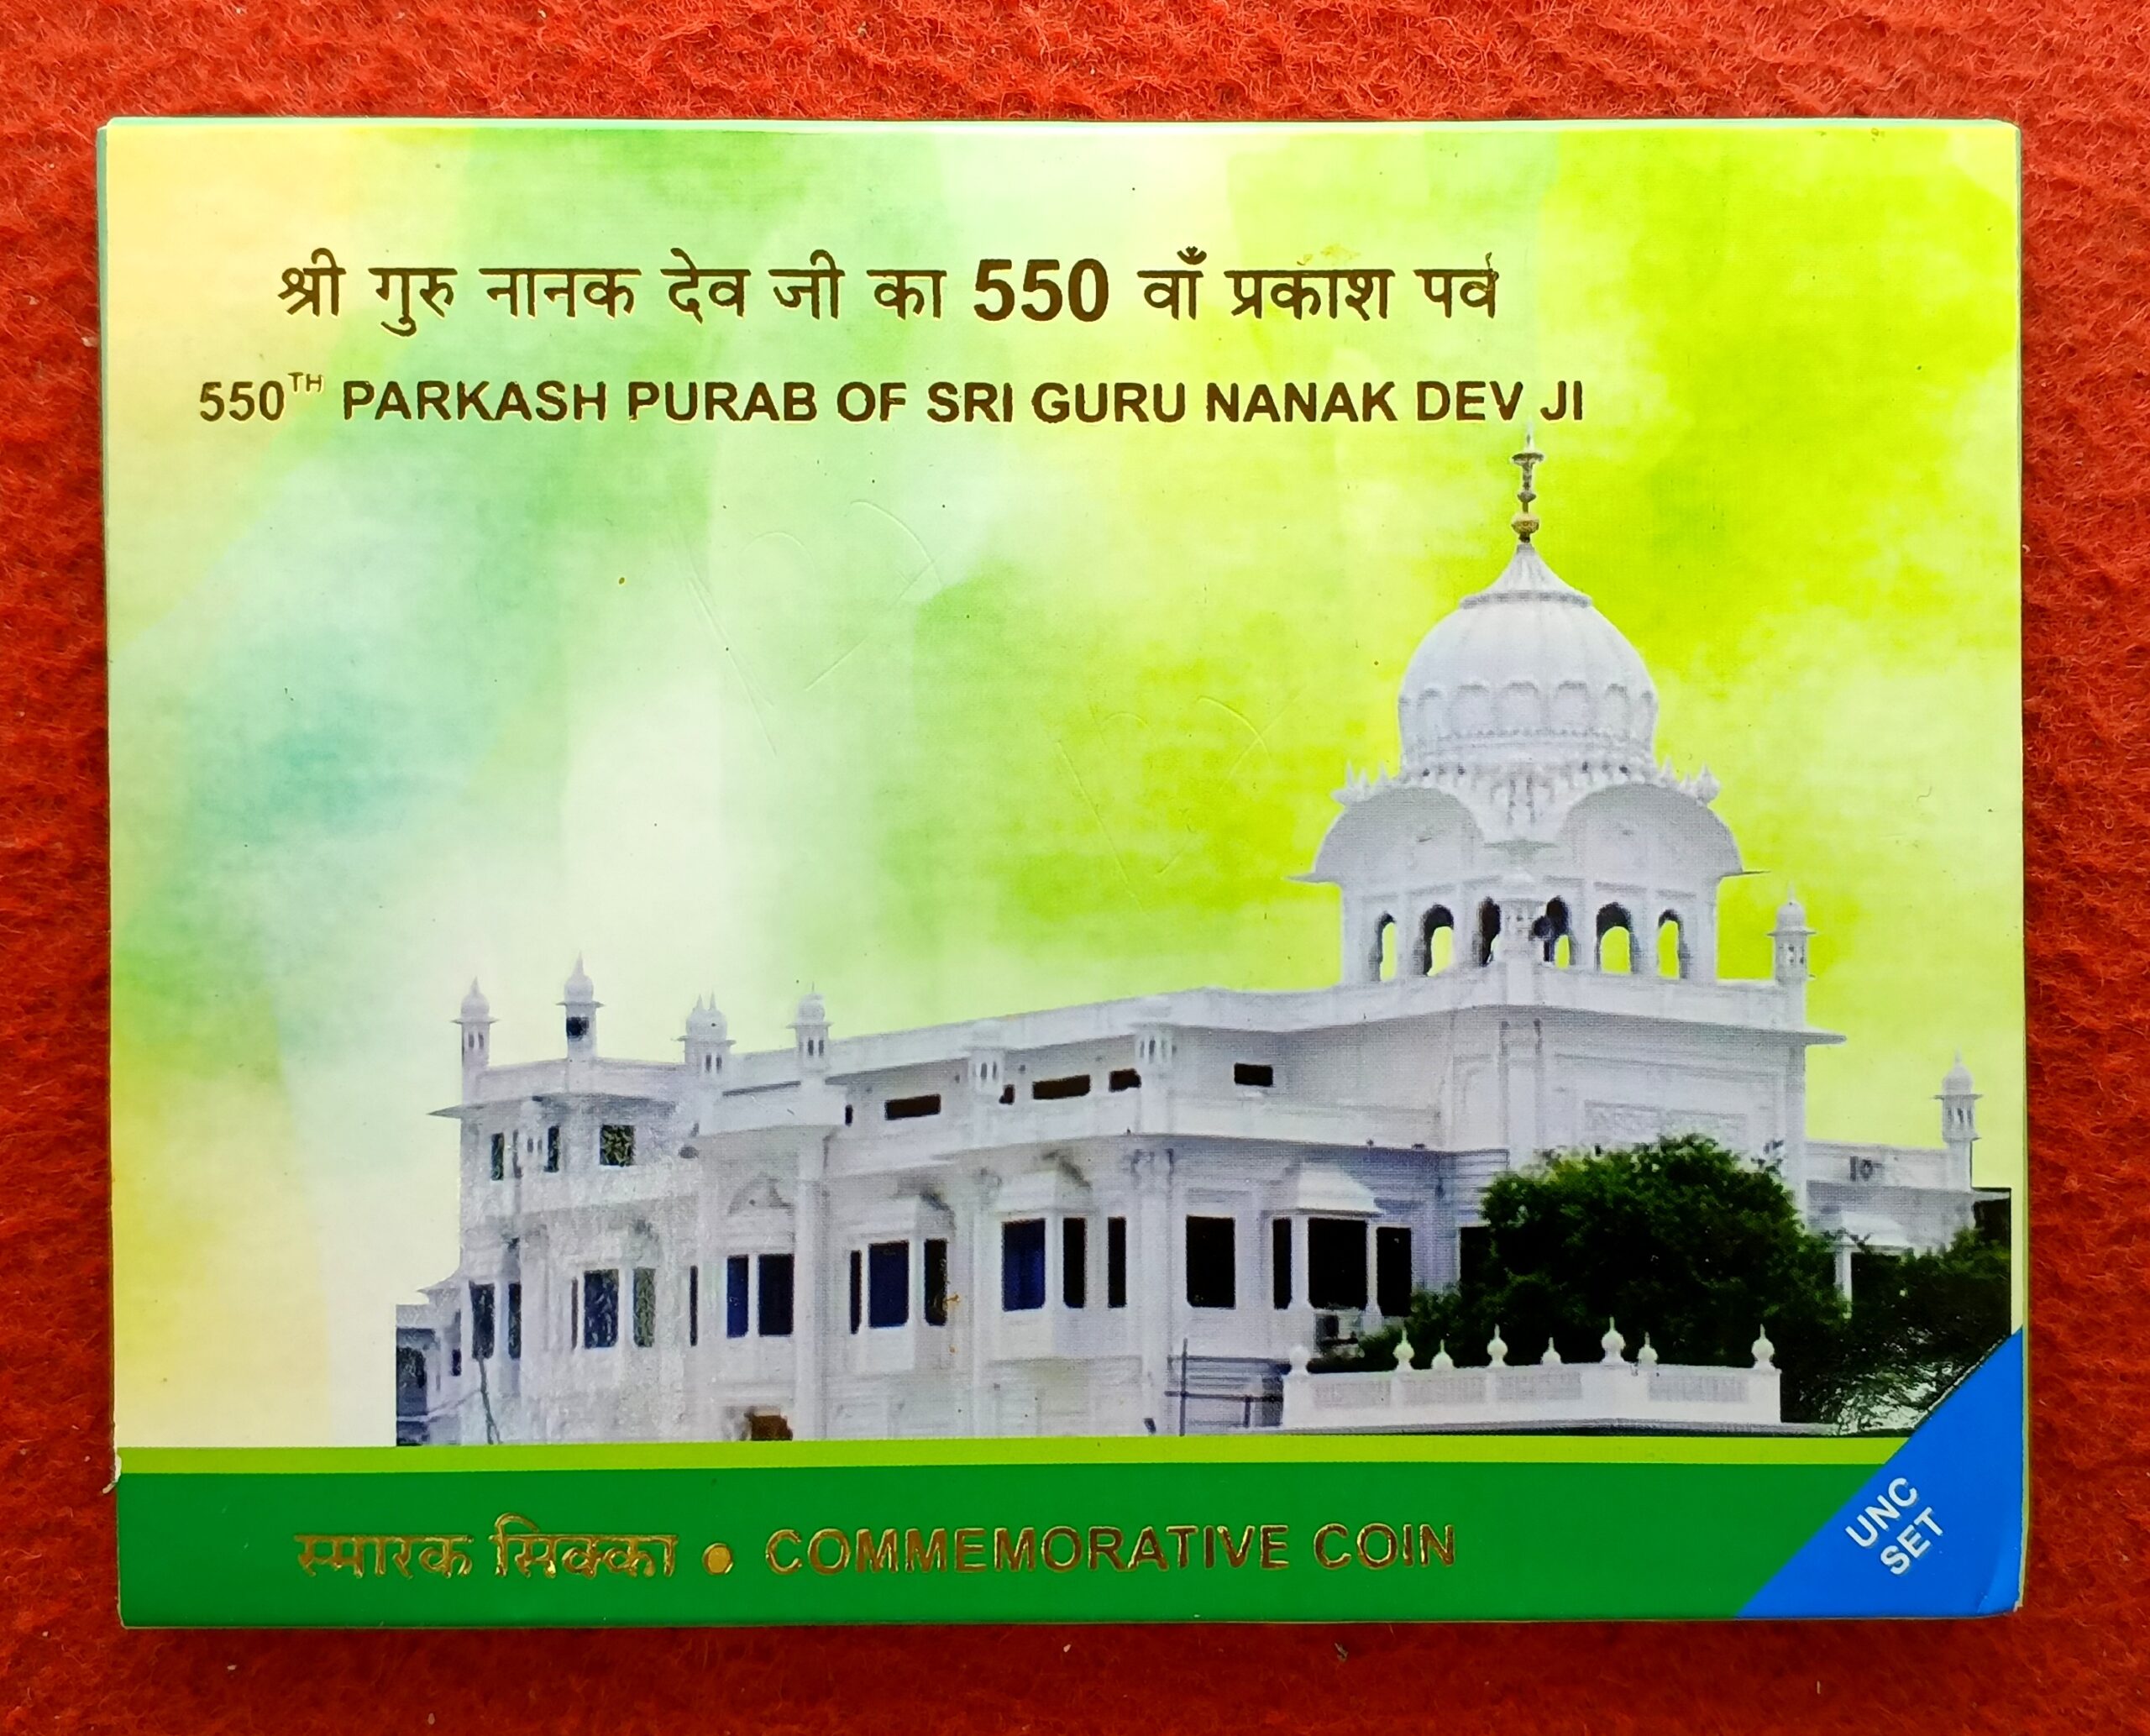 श्री गुरु नानक देव जी का 550 वाँ प्रकाश पर्व
550TH PARKASH PURAB OF SRI GURU NANAK DEV JI
स्मारक सिक्का • COMMEMORATIVE COIN
UNC
SET